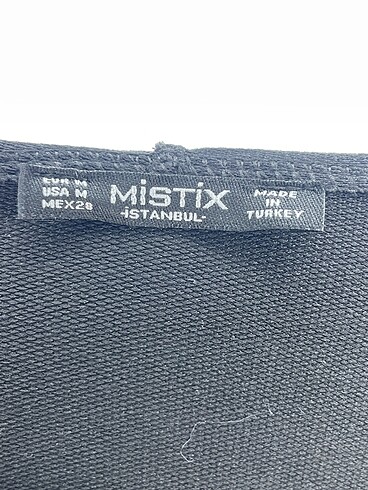 EUR M
USA M
MEX28
MiSTiX
-iSTANBUL-
MADE
IN
TURKEY